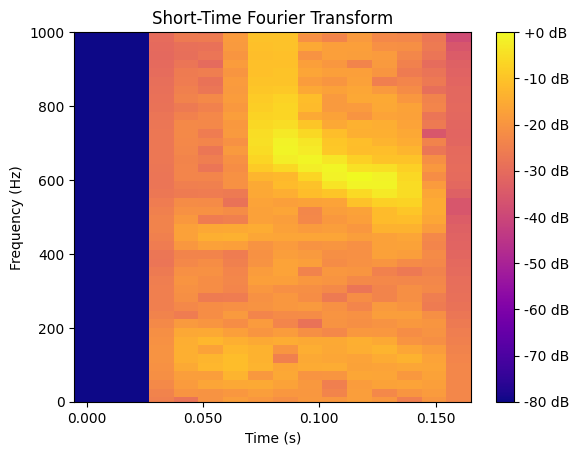 Short-Time Fourier Transform
1000
800
600
400
200
0
Frequency (Hz)
0.000
0.050
0.100
0.150
Time (s)
+0 dB
-10 dB
-20 dB
-30 dB
-40 dB
-50 dB
-60 dB
-70 dB
-80 dB